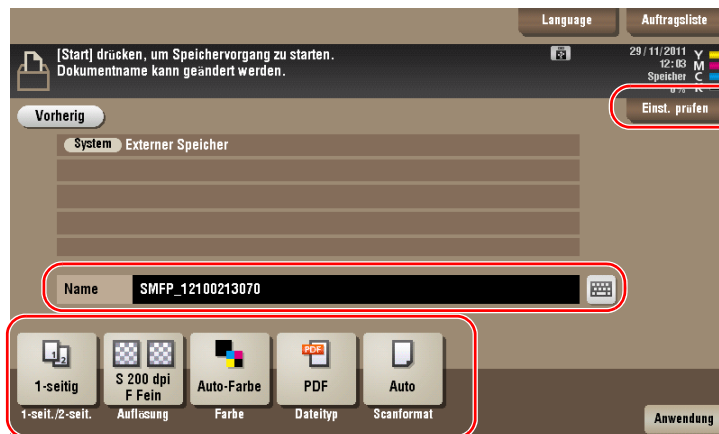 Language
Auftragsliste
[Start] drücken, um Speichervorgang zu starten.
Dokumentname kann geändert werden.
29/11/2011
12:03
Speicher
0%
Y
M
C
K
Einst. prüfen
Vorherig
System Externer Speicher
Name SMFP_12100213070
1-seitig
S 200 dpi
F Fein
Auto-Farbe
PDF
PDF
Auto
1-seit./2-seit.
Auflösung
Farbe
Dateityp
Scanformat
Anwendung